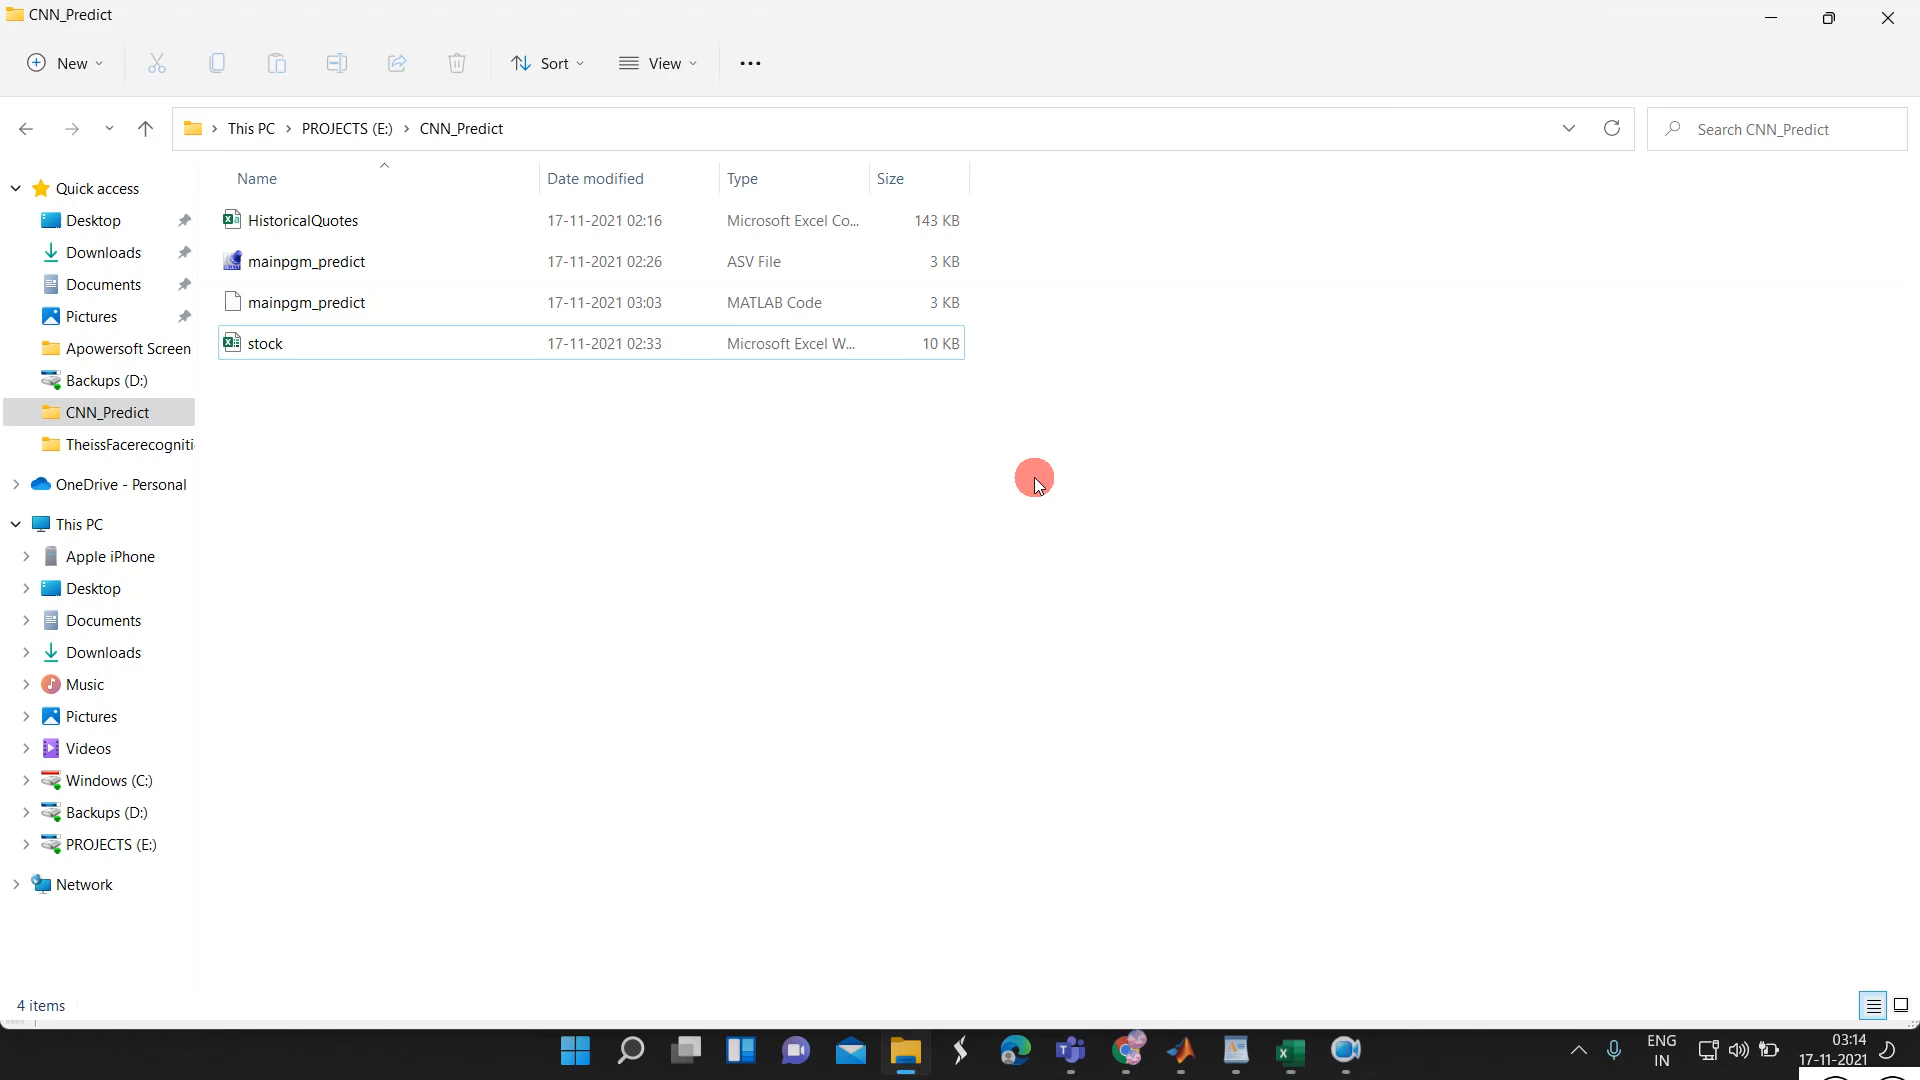 CNN_Predict
New
Sort
View
This PC
PROJECTS (E:)
CNN_Predict
Search CNN_Predict
Name Date modified Type Size
HistoricalQuotes 17-11-2021 02:16 Microsoft Excel Co... 143 KB
mainpgm_predict 17-11-2021 02:26 ASV File 3 KB
mainpgm_predict 17-11-2021 03:03 MATLAB Code 3 KB
stock 17-11-2021 02:33 Microsoft Excel W... 10 KB
Quick access
Desktop
Downloads
Documents
Pictures
Apowersoft Screen
Backups (D:)
CNN_Predict
TheissFacerecogniti
OneDrive - Personal
This PC
Apple iPhone
Desktop
Documents
Downloads
Music
Pictures
Videos
Windows (C:)
Backups (D:)
PROJECTS (E:)
Network
4 items
ENG
IN
03:14
17-11-2021